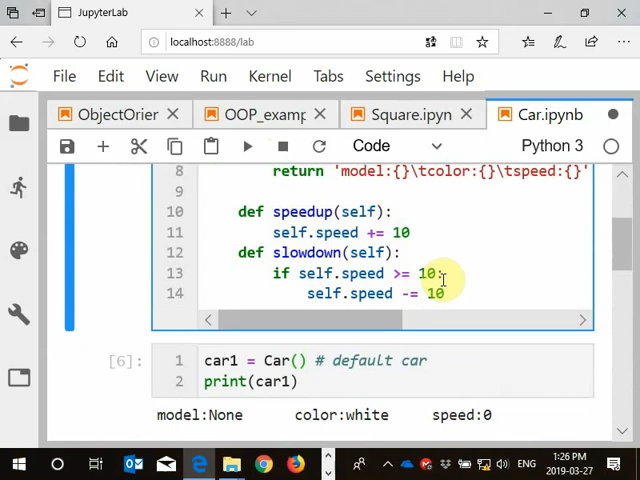 JupyterLab
localhost:8888/lab
File Edit View Run Kernel Tabs Settings Help
ObjectOrien OOP_examp Square.ipyn Car.ipynb
Code Python 3
8 return 'model:{}\tcolor:{}\tspeed:{}'
9
10 def speedup(self):
11 self.speed += 10
12 def slowdown(self):
13 if self.speed >= 10:
14 self.speed -= 10
[6]: 1 car1 = Car() # default car
2 print(car1)
model:None color:white speed:0
ENG 1:26 PM
2019-03-27